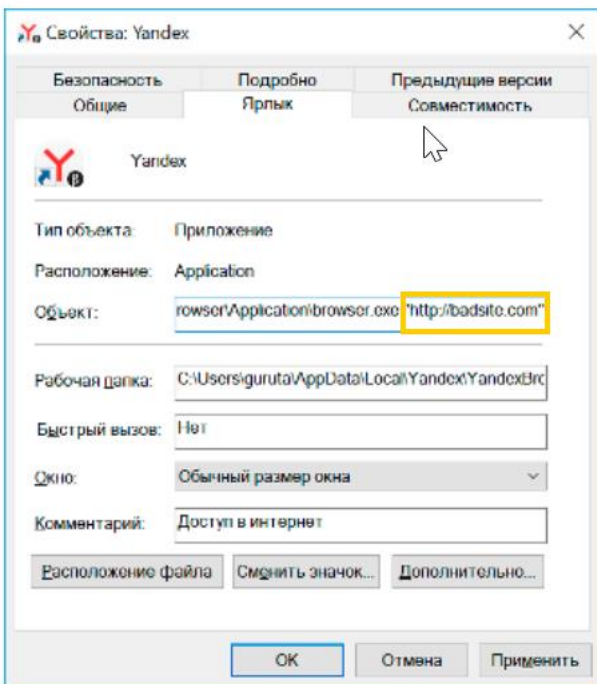 Свойства: Yandex
Безопасность Подробно Предыдущие версии
Общие Ярлык Совместимость
Yandex
Тип объекта: Приложение
Расположение: Application
Объект: rowser\Application\browser.exe "http://badsite.com"
Рабочая папка: C:\Users\guruta\AppData\Local\Yandex\YandexBrc
Быстрый вызов: Нет
Окно: Обычный размер окна
Комментарий: Доступ в интернет
Расположение файла Сменить значок... Дополнительно...
OK Отмена Применить